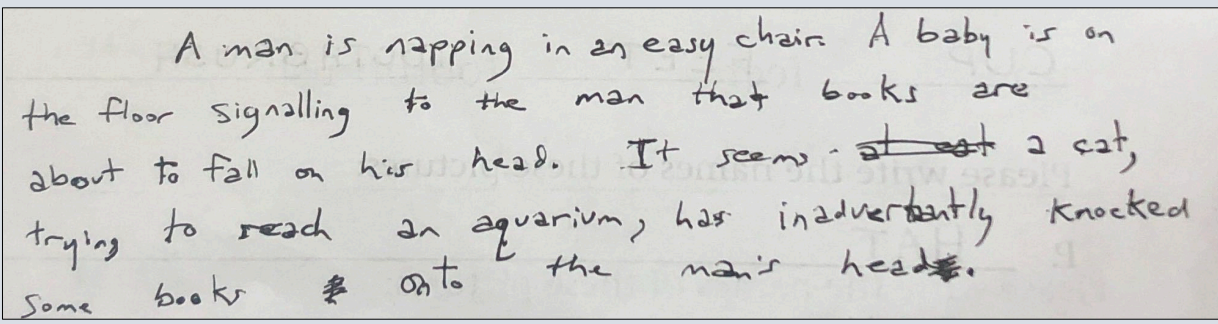 A man is napping in an easy chair. A baby is on
the floor signalling to the man that books are
about to fall on his head. It seems a cat,
trying to reach an aquarium, has inadvertantly knocked
some books onto the man's head.